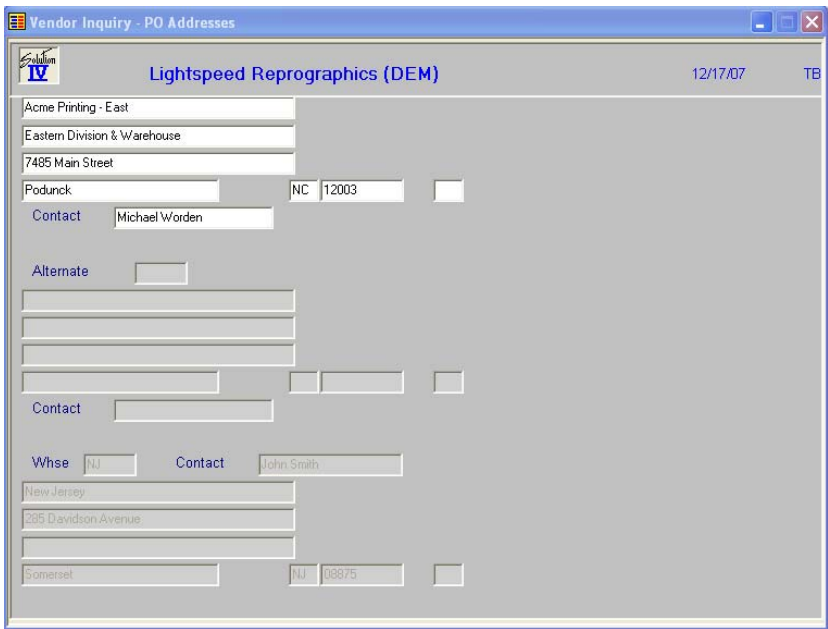 Vendor Inquiry - PO Addresses
Solution
IV
Lightspeed Reprographics (DEM) 12/17/07 TB
Acme Printing - East
Eastern Division & Warehouse
7485 Main Street
Podunck NC 12003
Contact Michael Worden
Alternate
Contact
Whse NJ Contact John Smith
New Jersey
285 Davidson Avenue
Somerset NJ 08875